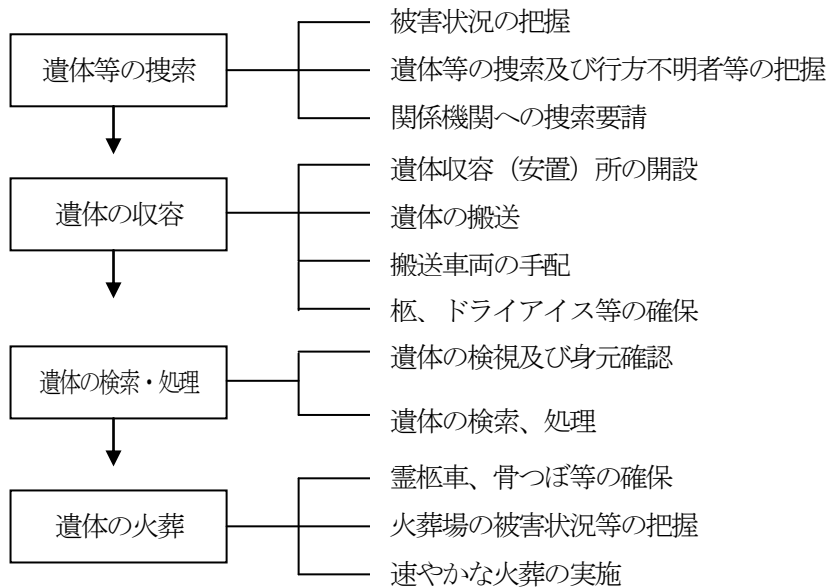 遺体等の捜索
被害状況の把握
遺体等の捜索及び行方不明者等の把握
関係機関への捜索要請
遺体の収容
遺体収容（安置）所の開設
遺体の搬送
搬送車両の手配
柩、ドライアイス等の確保
遺体の検索・処理
遺体の検視及び身元確認
遺体の検索、処理
遺体の火葬
霊柩車、骨つぼ等の確保
火葬場の被害状況等の把握
速やかな火葬の実施